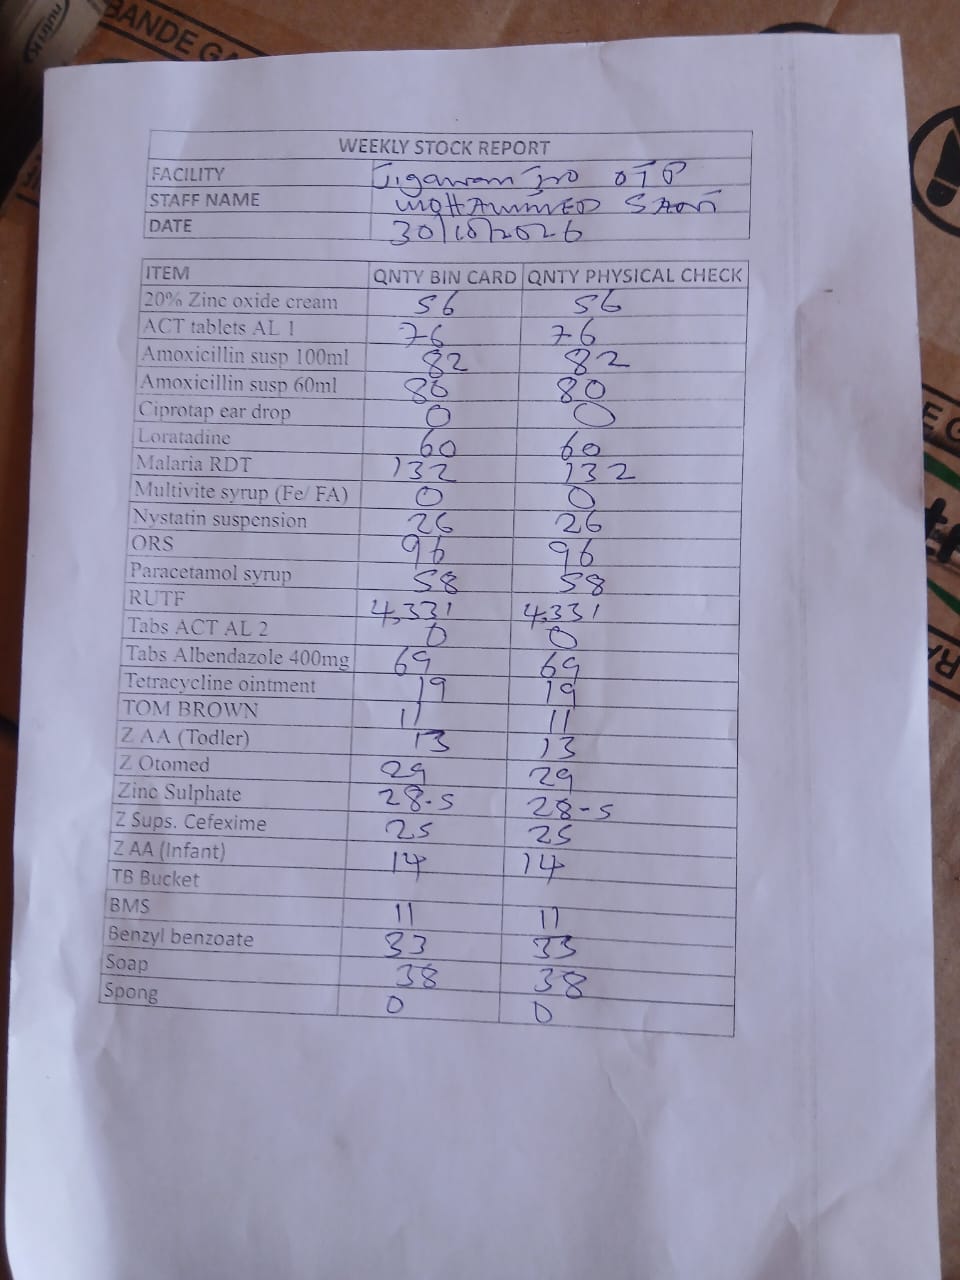 BANDE GA
WEEKLY STOCK REPORT
FACILITY Jigawam Tro OTP
STAFF NAME MOHAMMED SANI
DATE 30/10/2026
ITEM QNTY BIN CARD QNTY PHYSICAL CHECK
20% Zinc oxide cream 56 56
ACT tablets AL 1 76 76
Amoxicillin susp 100ml 82 82
Amoxicillin susp 60ml 80 80
Ciprotap ear drop 0 0
Loratadine 60 60
Malaria RDT 132 132
Multivite syrup (Fe/ FA) 0 0
Nystatin suspension 26 26
ORS 96 96
Paracetamol syrup 58 58
RUTF 4,331 4,331
Tabs ACT AL 2 0 0
Tabs Albendazole 400mg 69 69
Tetracycline ointment 19 19
TOM BROWN 11 11
Z AA (Todler) 13 13
Z Otomed 29 29
Zinc Sulphate 28-5 28-5
Z Sups. Cefexime 25 25
Z AA (Infant) 14 14
TB Bucket
BMS 11 11
Benzyl benzoate 33 33
Soap 38 38
Spong 0 0